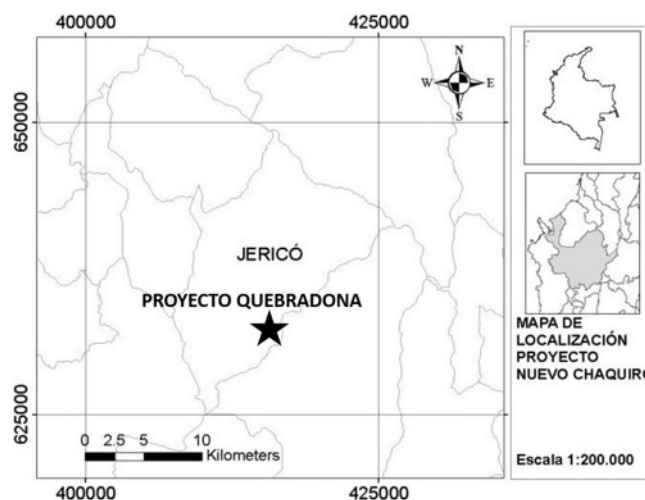 400000
425000
650000
N
W
E
S
JERICÓ
PROYECTO QUEBRADONA
625000
0 2.5 5 10
Kilometers
400000
425000
MAPA DE
LOCALIZACIÓN
PROYECTO
NUEVO CHAQUIRO
Escala 1:200.000